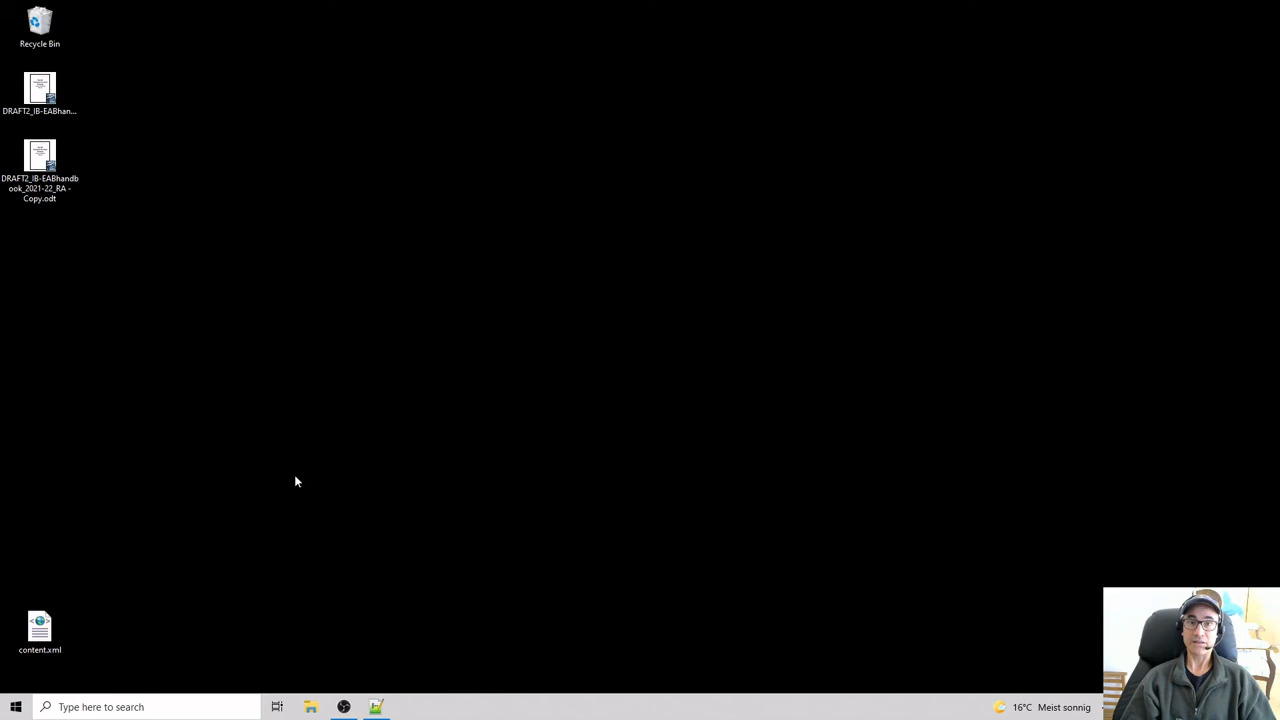 Recycle Bin
DRAFT2_IB-EABhan...
DRAFT2_IB-EABhandb
ook_2021-22_RA -
Copy.odt
content.xml
Type here to search
16°C Meist sonnig